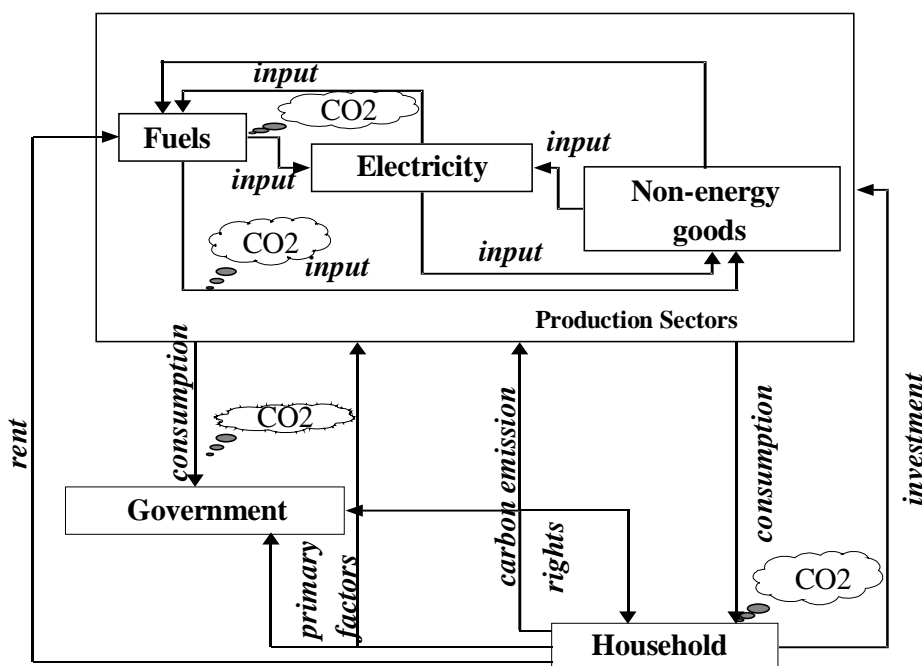 input
CO2
Fuels
input
Electricity
input
Non-energy
goods
CO2
input
input
Production Sectors
consumption
CO2
rent
Government
carbon emission
rights
consumption
investment
primary
factors
CO2
Household